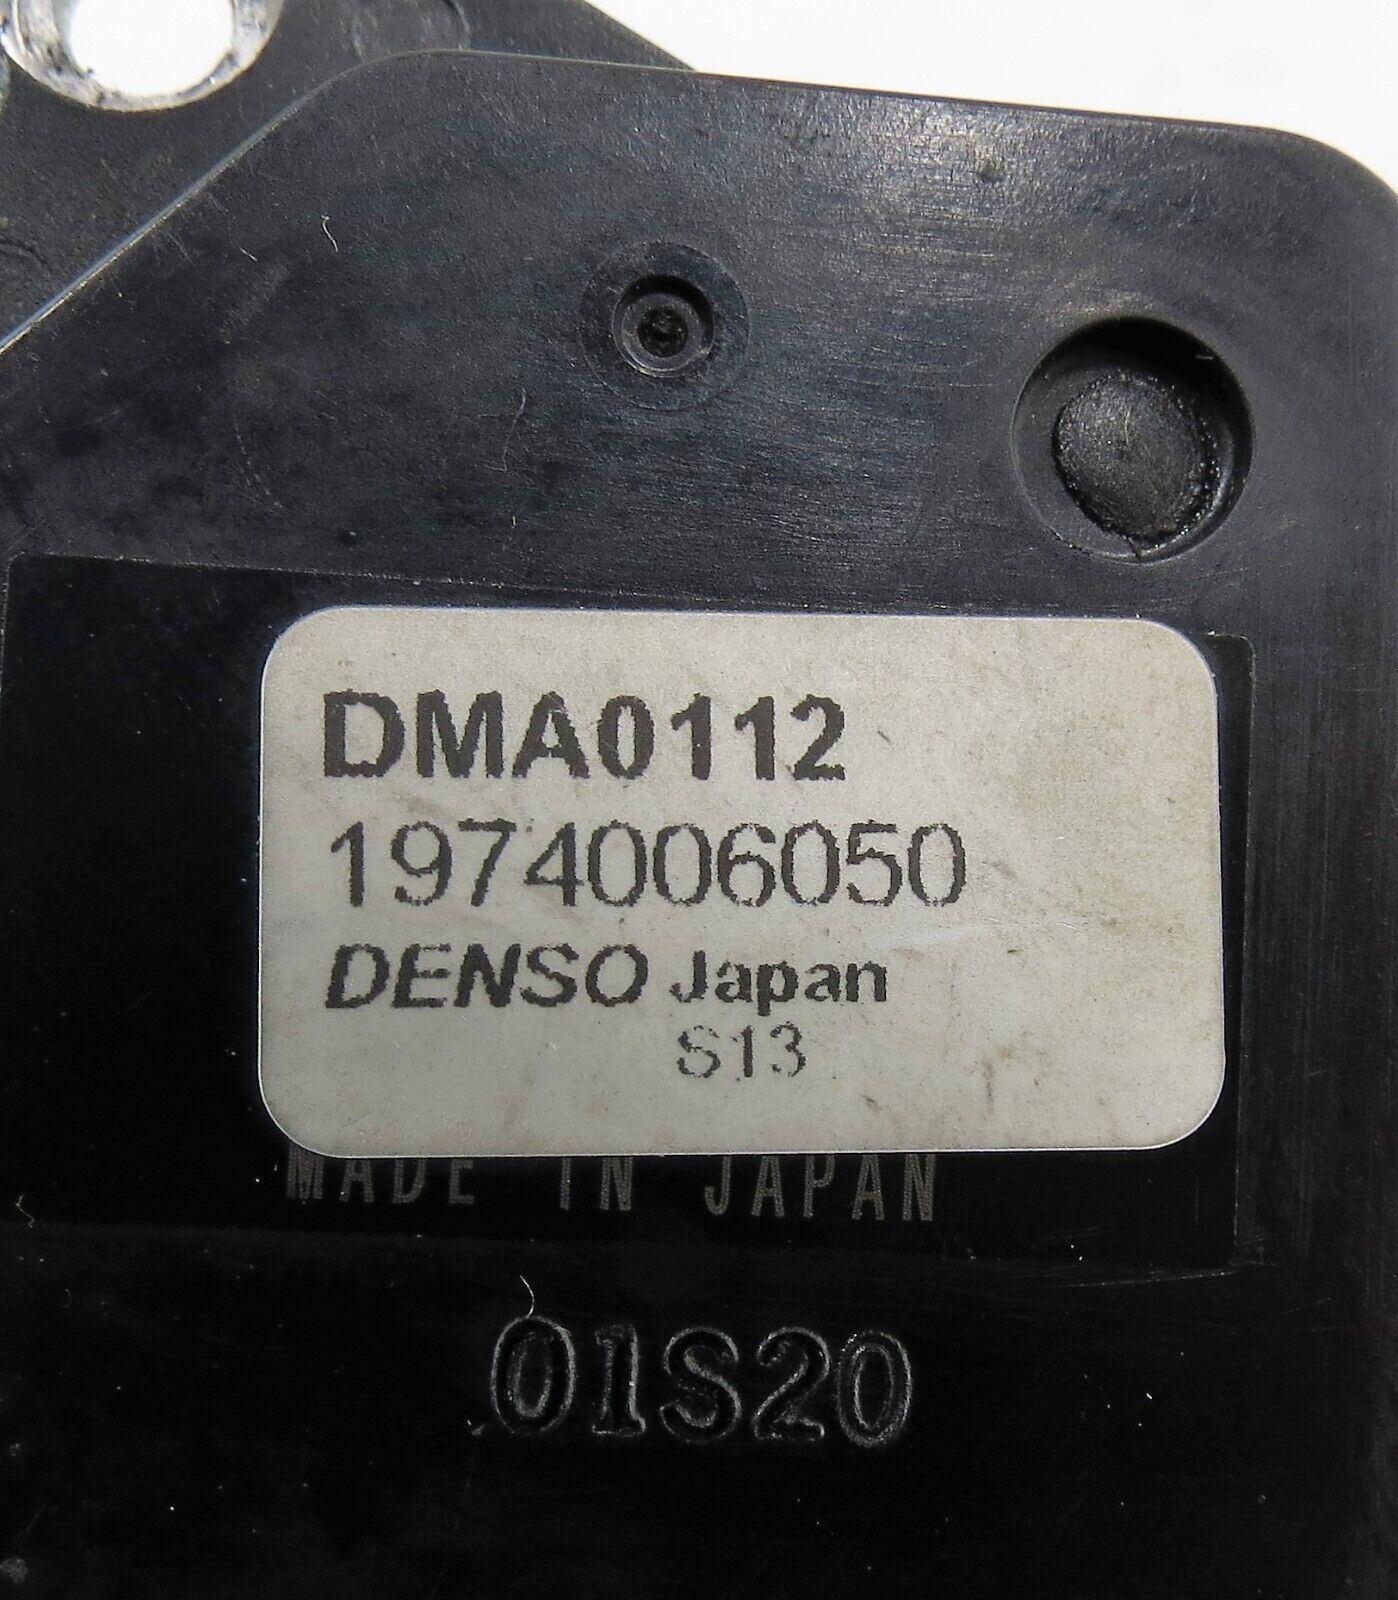 DMA0112
1974006050
DENSO Japan
S13
MADE IN JAPAN
01S20